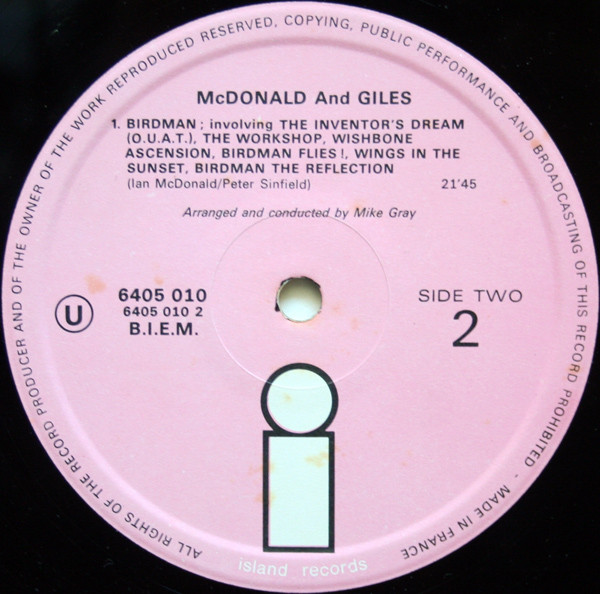 ALL RIGHTS OF THE RECORD PRODUCER AND OF THE OWNER OF THE WORK REPRODUCED RESERVED, COPYING, PUBLIC PERFORMANCE AND BROADCASTING OF THIS RECORD PROHIBITED - MADE IN FRANCE
McDONALD And GILES
1. BIRDMAN ; involving THE INVENTOR'S DREAM
(O.U.A.T.), THE WORKSHOP, WISHBONE
ASCENSION, BIRDMAN FLIES !, WINGS IN THE
SUNSET, BIRDMAN THE REFLECTION
(Ian McDonald/Peter Sinfield) 21'45
Arranged and conducted by Mike Gray
U
6405 010
6405 010 2
B.I.E.M.
SIDE TWO
2
i
island records